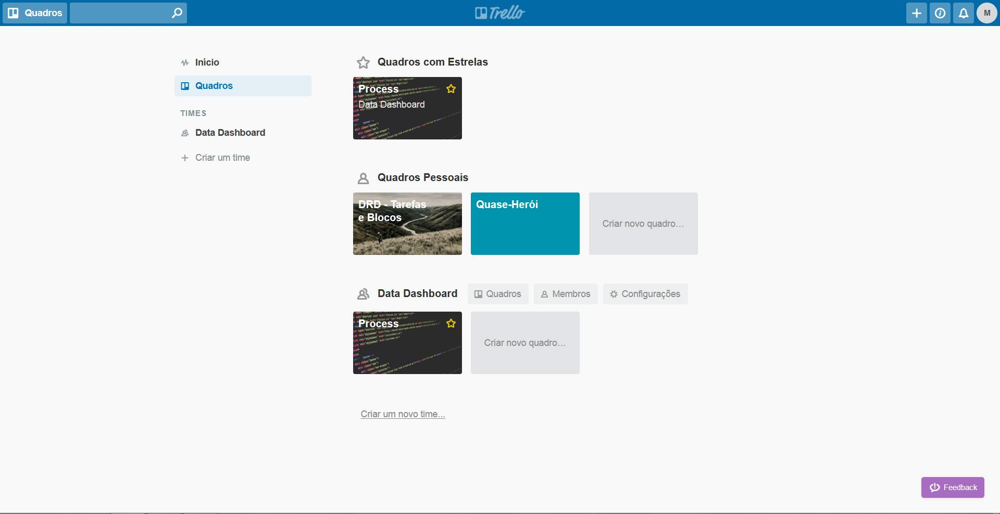 Quadros
Trello
M
Início
Quadros
TIMES
Data Dashboard
Criar um time
Quadros com Estrelas
Process
Data Dashboard
Quadros Pessoais
DRD - Tarefas
e Blocos
Quase-Herói
Criar novo quadro…
Data Dashboard
Quadros
Membros
Configurações
Process
Criar novo quadro…
Criar um novo time...
Feedback